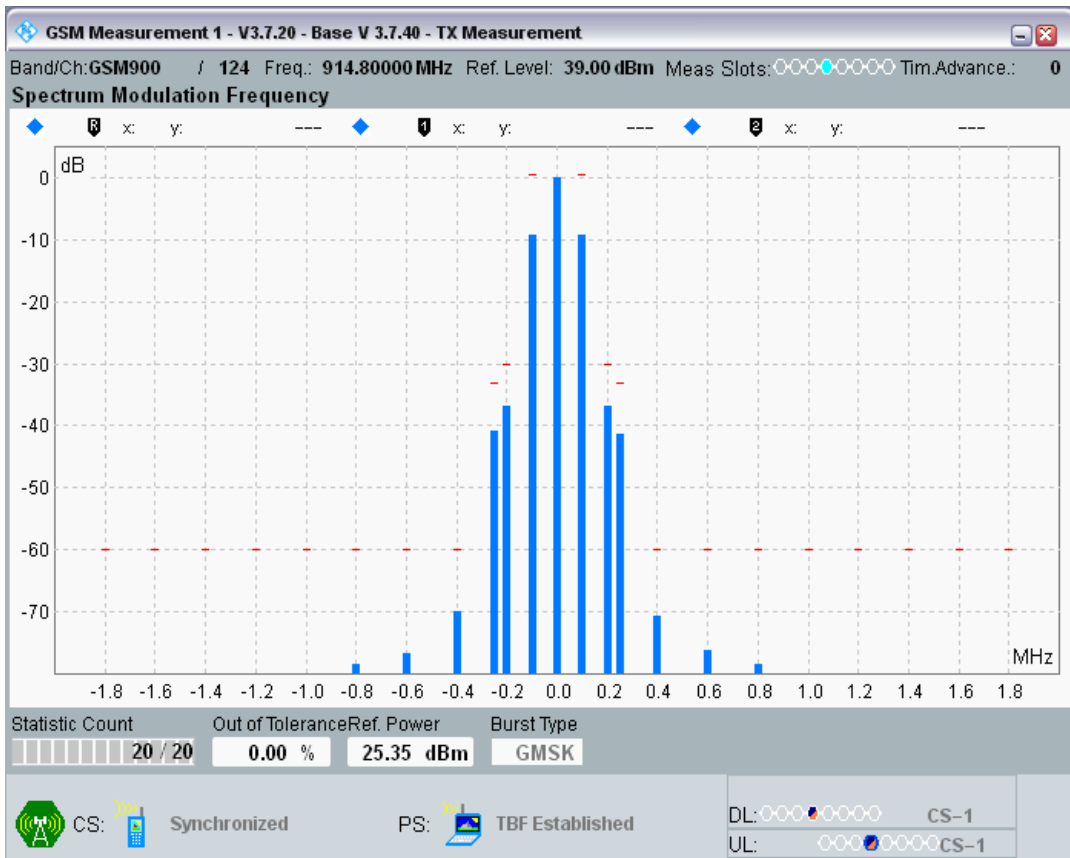 GSM Measurement 1 - V3.7.20 - Base V 3.7.40 - TX Measurement
Band/Ch:GSM900 / 124 Freq.: 914.80000 MHz Ref. Level: 39.00 dBm Meas Slots: Tim.Advance.: 0
Spectrum Modulation Frequency
R x: y: --- 1 x: y: --- 2 x: y: ---
dB
0
-10
-20
-30
-40
-50
-60
-70
MHz
-1.8 -1.6 -1.4 -1.2 -1.0 -0.8 -0.6 -0.4 -0.2 0.0 0.2 0.4 0.6 0.8 1.0 1.2 1.4 1.6 1.8
Statistic Count Out of Tolerance Ref. Power Burst Type
20 / 20 0.00 % 25.35 dBm GMSK
CS: Synchronized PS: TBF Established
DL: CS-1
UL: CS-1